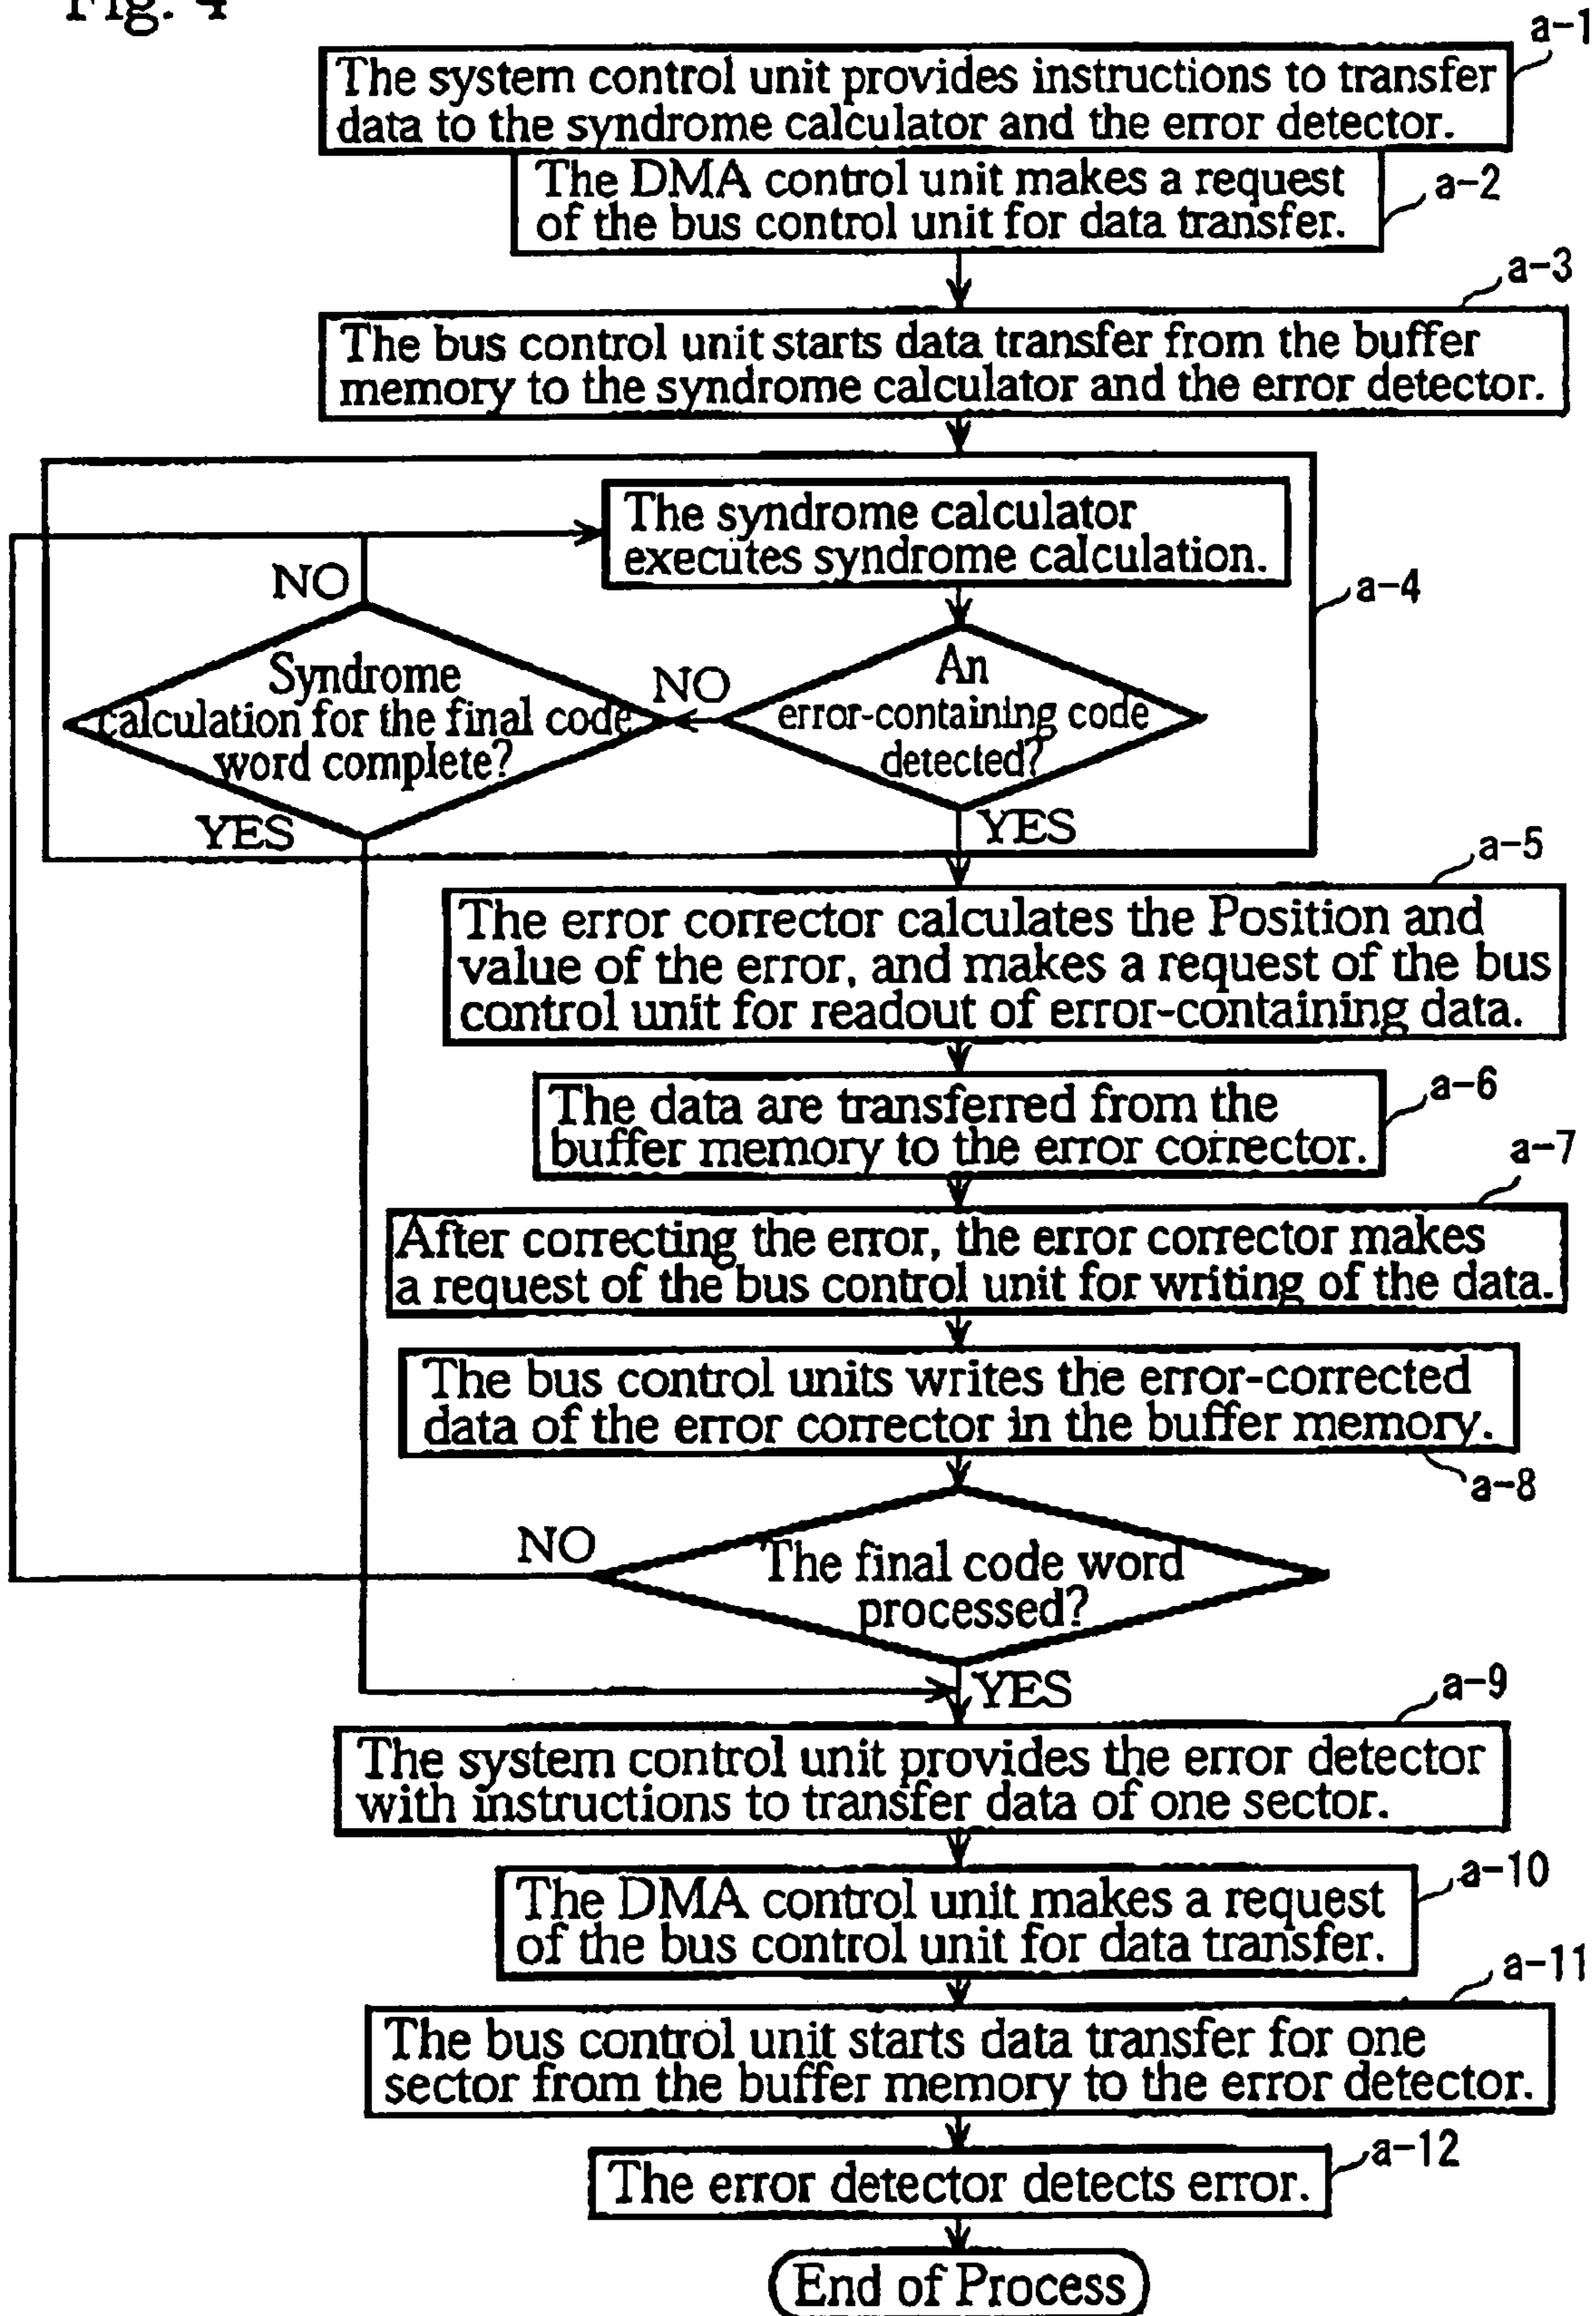 Fig. 4
a-1
The system control unit provides instructions to transfer
data to the syndrome calculator and the error detector.
The DMA control unit makes a request
of the bus control unit for data transfer.
a-2
a-3
The bus control unit starts data transfer from the buffer
memory to the syndrome calculator and the error detector.
The syndrome calculator
executes syndrome calculation.
a-4
NO
An
error-containing code
detected?
NO
Syndrome
calculation for the final code
word complete?
YES
YES
a-5
The error corrector calculates the Position and
value of the error, and makes a request of the bus
control unit for readout of error-containing data.
a-6
The data are transferred from the
buffer memory to the error corrector.
a-7
After correcting the error, the error corrector makes
a request of the bus control unit for writing of the data.
The bus control units writes the error-corrected
data of the error corrector in the buffer memory.
a-8
NO
The final code word
processed?
YES
a-9
The system control unit provides the error detector
with instructions to transfer data of one sector.
a-10
The DMA control unit makes a request
of the bus control unit for data transfer.
a-11
The bus control unit starts data transfer for one
sector from the buffer memory to the error detector.
a-12
The error detector detects error.
End of Process